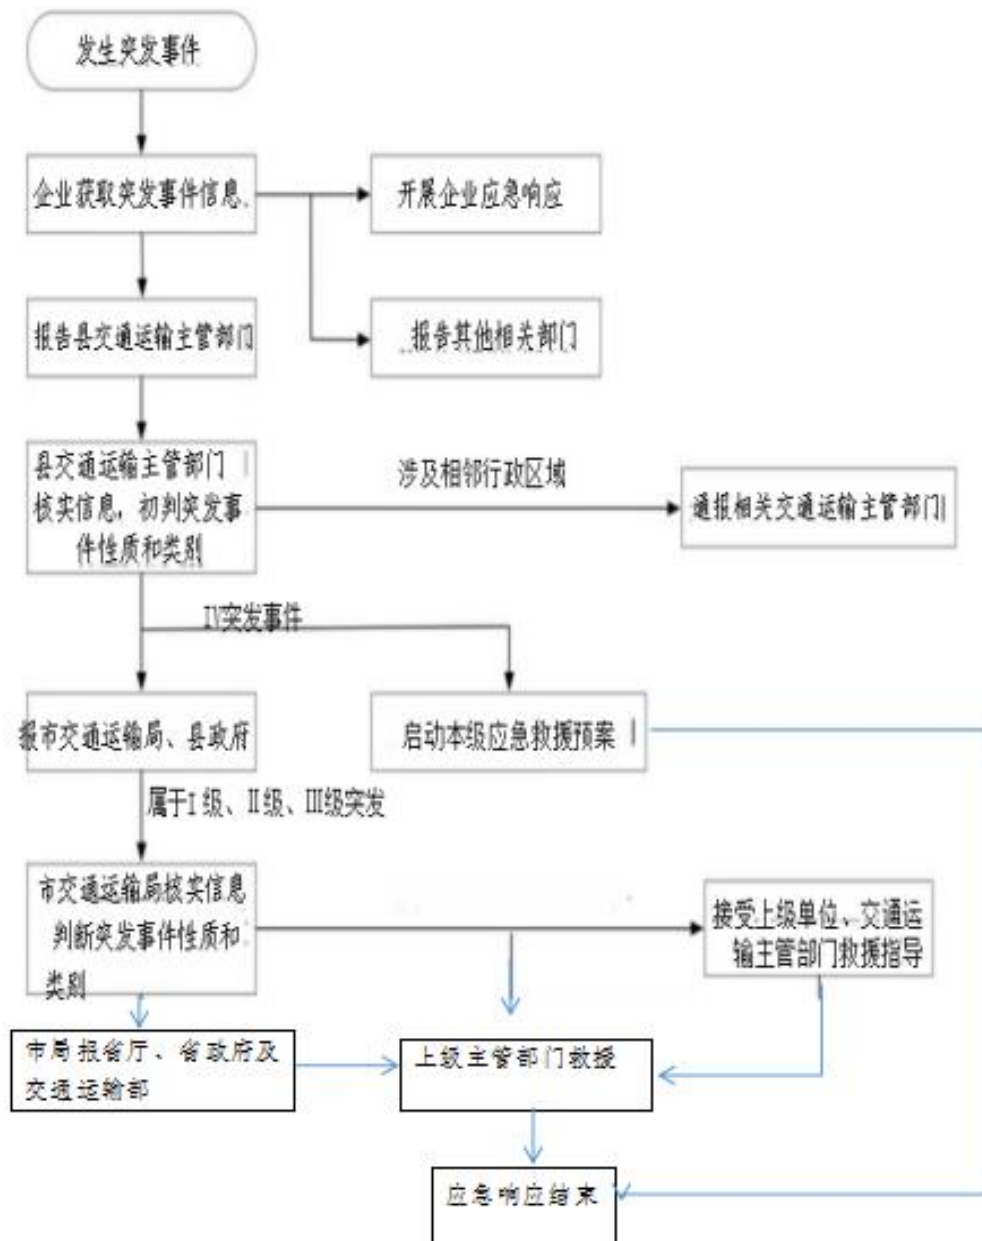 发生突发事件
企业获取突发事件信息
开展企业应急响应
报告县交通运输主管部门
报告其他相关部门
县交通运输主管部门
核实信息,初判突发事
件性质和类别
涉及相邻行政区域
通报相关交通运输主管部门
IV突发事件
报市交通运输局、县政府
启动本级应急救援预案
属于I级、II级、III级突发
市交通运输局核实信息
判断突发事件性质和
类别
接受上级单位、交通运
输主管部门救援指导
市局报省厅、省政府及
交通运输部
上级主管部门救援
应急响应结束